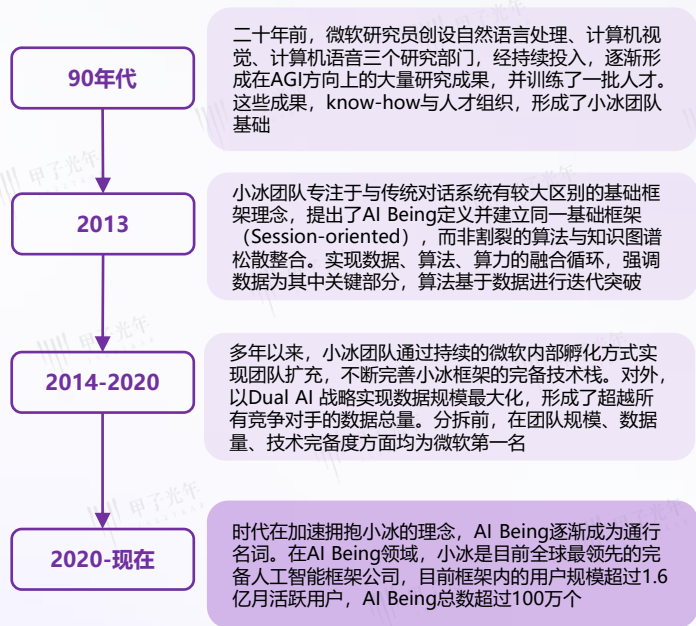 90年代
二十年前，微软研究员创设自然语言处理、计算机视
觉、计算机语音三个研究部门，经持续投入，逐渐形
成在AGI方向上的大量研究成果，并训练了一批人才。
这些成果，know-how与人才组织，形成了小冰团队
基础
2013
小冰团队专注于与传统对话系统有较大区别的基础框
架理念，提出了AI Being定义并建立同一基础框架
（Session-oriented），而非割裂的算法与知识图谱
松散整合。实现数据、算法、算力的融合循环，强调
数据为其中关键部分，算法基于数据进行迭代突破
2014-2020
多年以来，小冰团队通过持续的微软内部孵化方式实
现团队扩充，不断完善小冰框架的完备技术栈。对外，
以Dual AI 战略实现数据规模最大化，形成了超越所
有竞争对手的数据总量。分拆前，在团队规模、数据
量、技术完备度方面均为微软第一名
2020-现在
时代在加速拥抱小冰的理念，AI Being逐渐成为通行
名词。在AI Being领域，小冰是目前全球最领先的完
备人工智能框架公司，目前框架内的用户规模超过1.6
亿月活跃用户，AI Being总数超过100万个
甲子光年
甲子光年
甲子光年